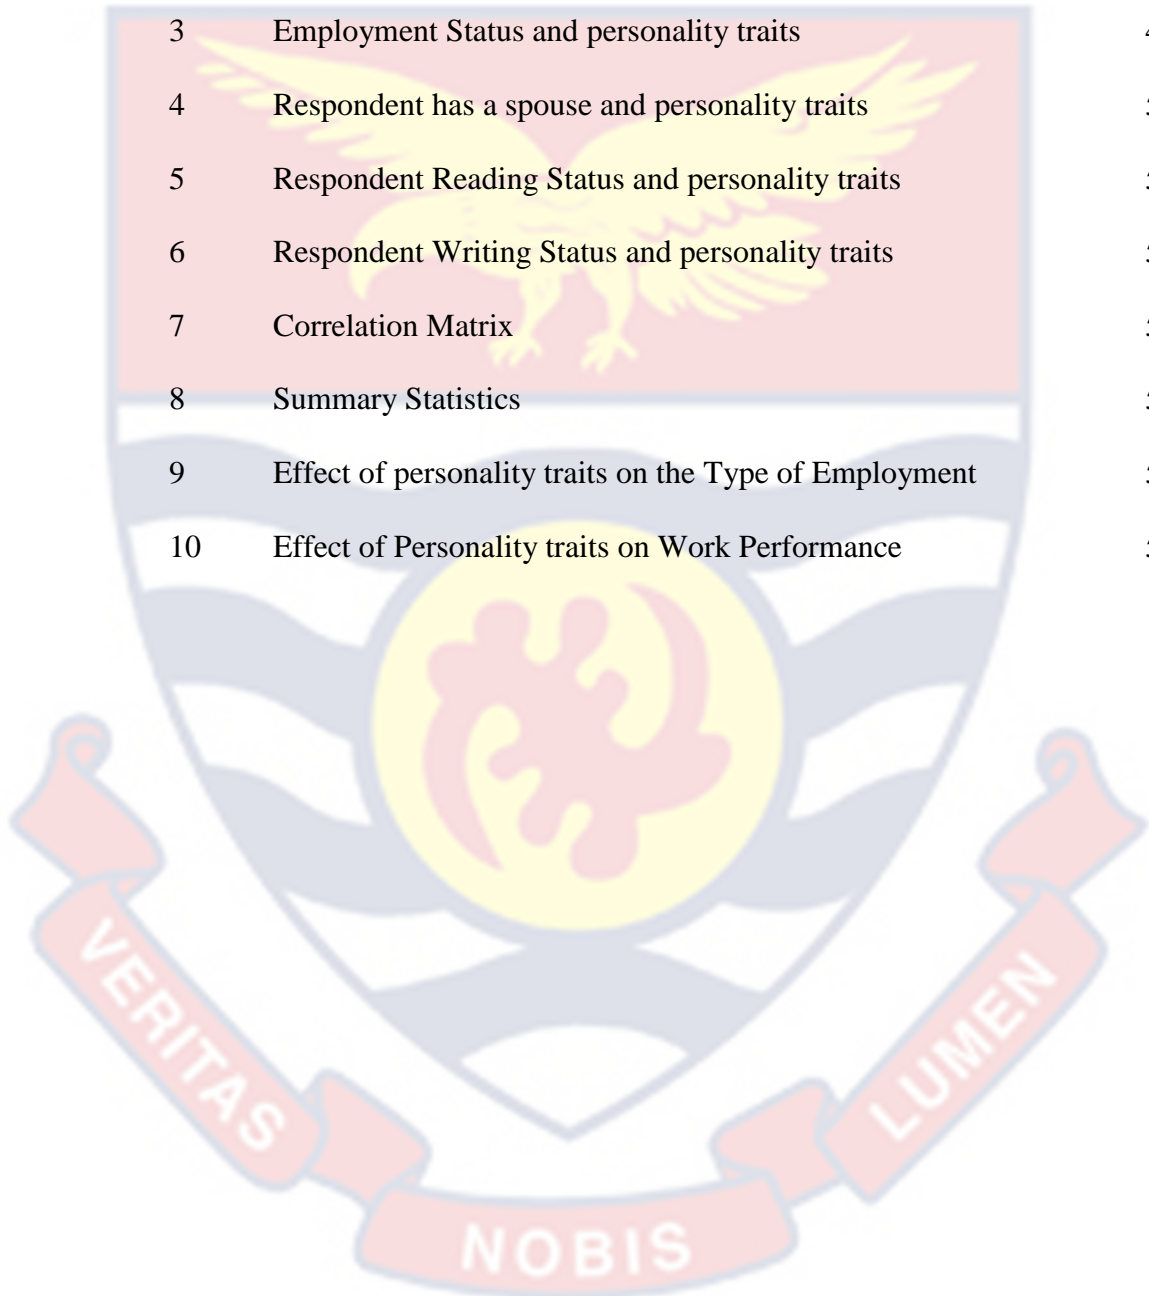 3 Employment Status and personality traits 4
4 Respondent has a spouse and personality traits
5 Respondent Reading Status and personality traits
6 Respondent Writing Status and personality traits
7 Correlation Matrix
8 Summary Statistics
9 Effect of personality traits on the Type of Employment
10 Effect of Personality traits on Work Performance
VERITAS
NOBIS
LUMEN